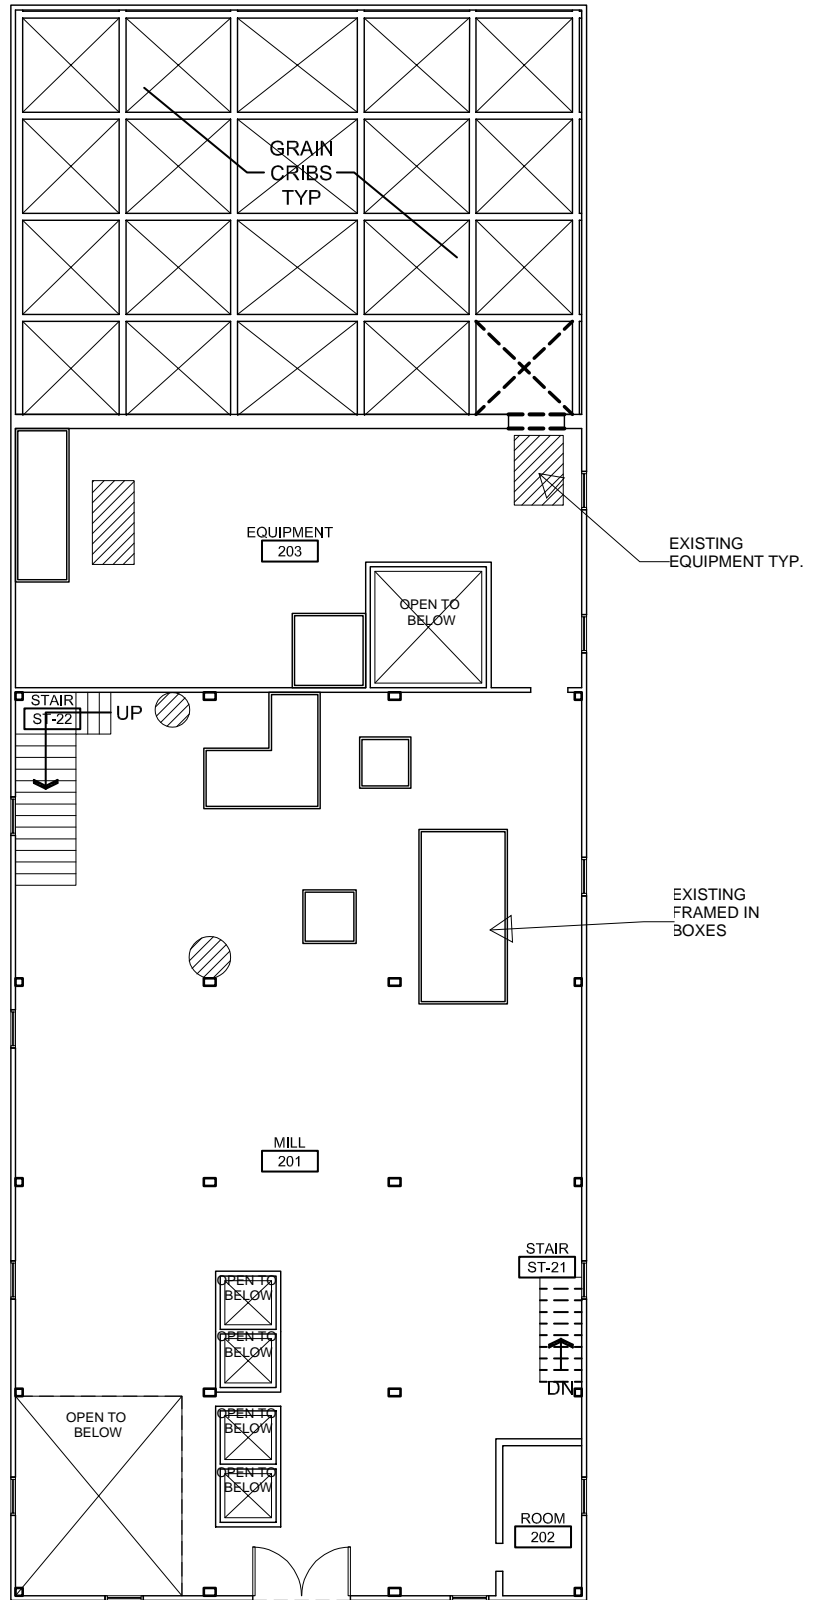 GRAIN
CRIBS
TYP
EQUIPMENT
203
EXISTING
EQUIPMENT TYP.
OPEN TO
BELOW
STAIR
ST-22
UP
EXISTING
FRAMED IN
BOXES
MILL
201
STAIR
ST-21
OPEN TO
BELOW
OPEN TO
BELOW
DN
OPEN TO
BELOW
OPEN TO
BELOW
OPEN TO
BELOW
ROOM
202